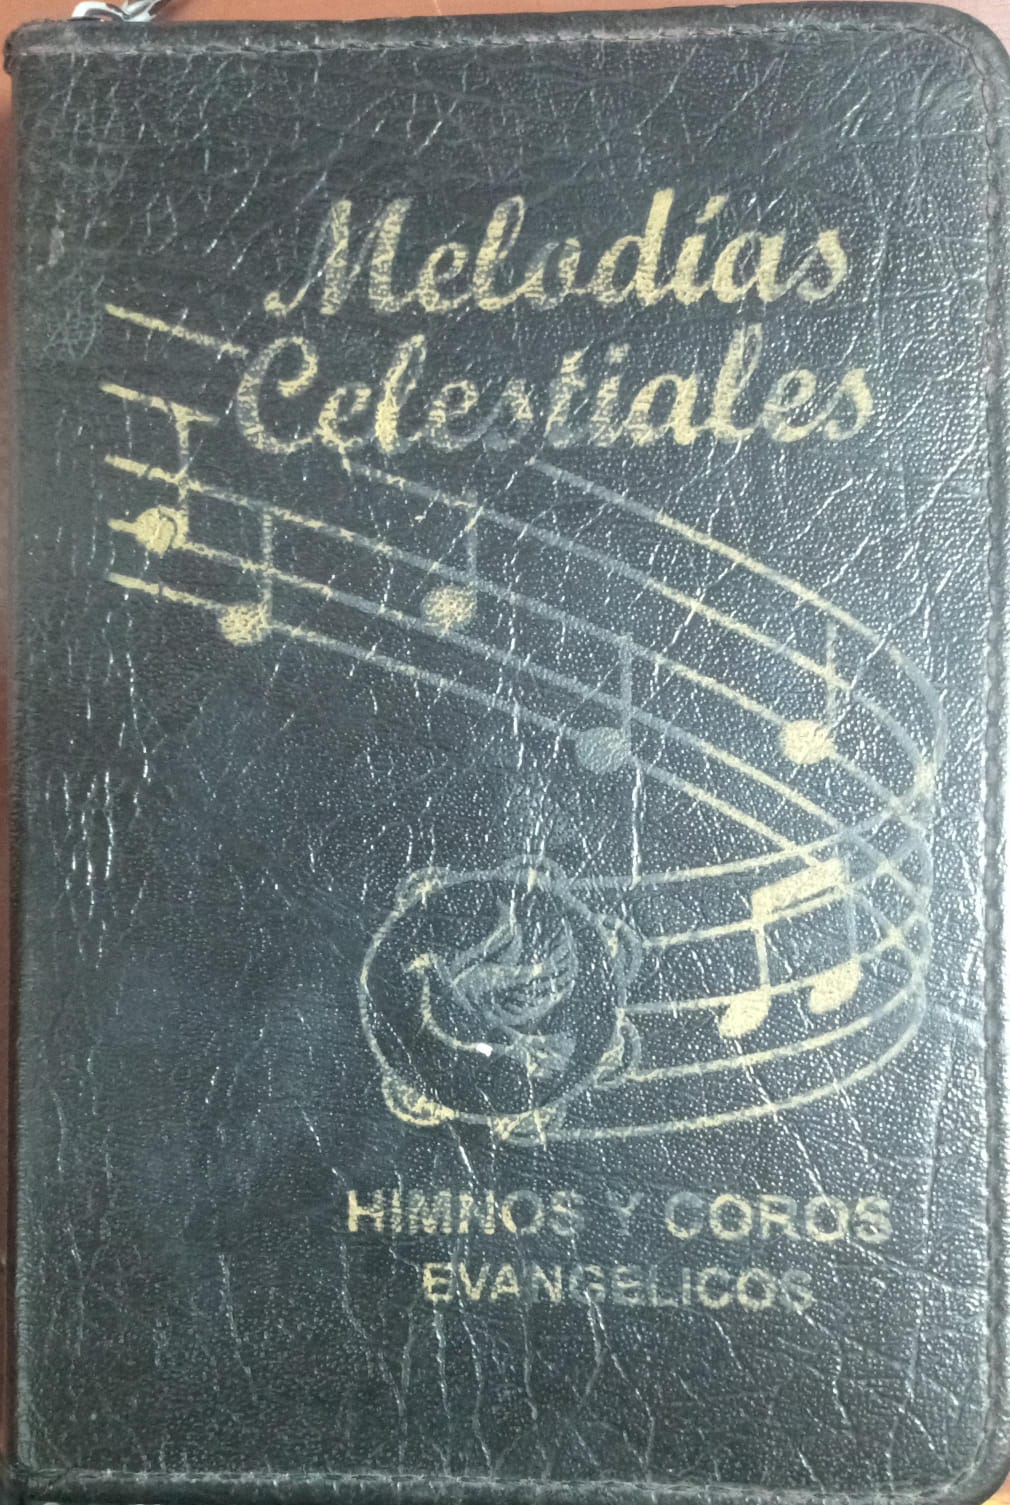 Melodías
Celestiales
HIMNOS Y COROS
EVANGELICOS